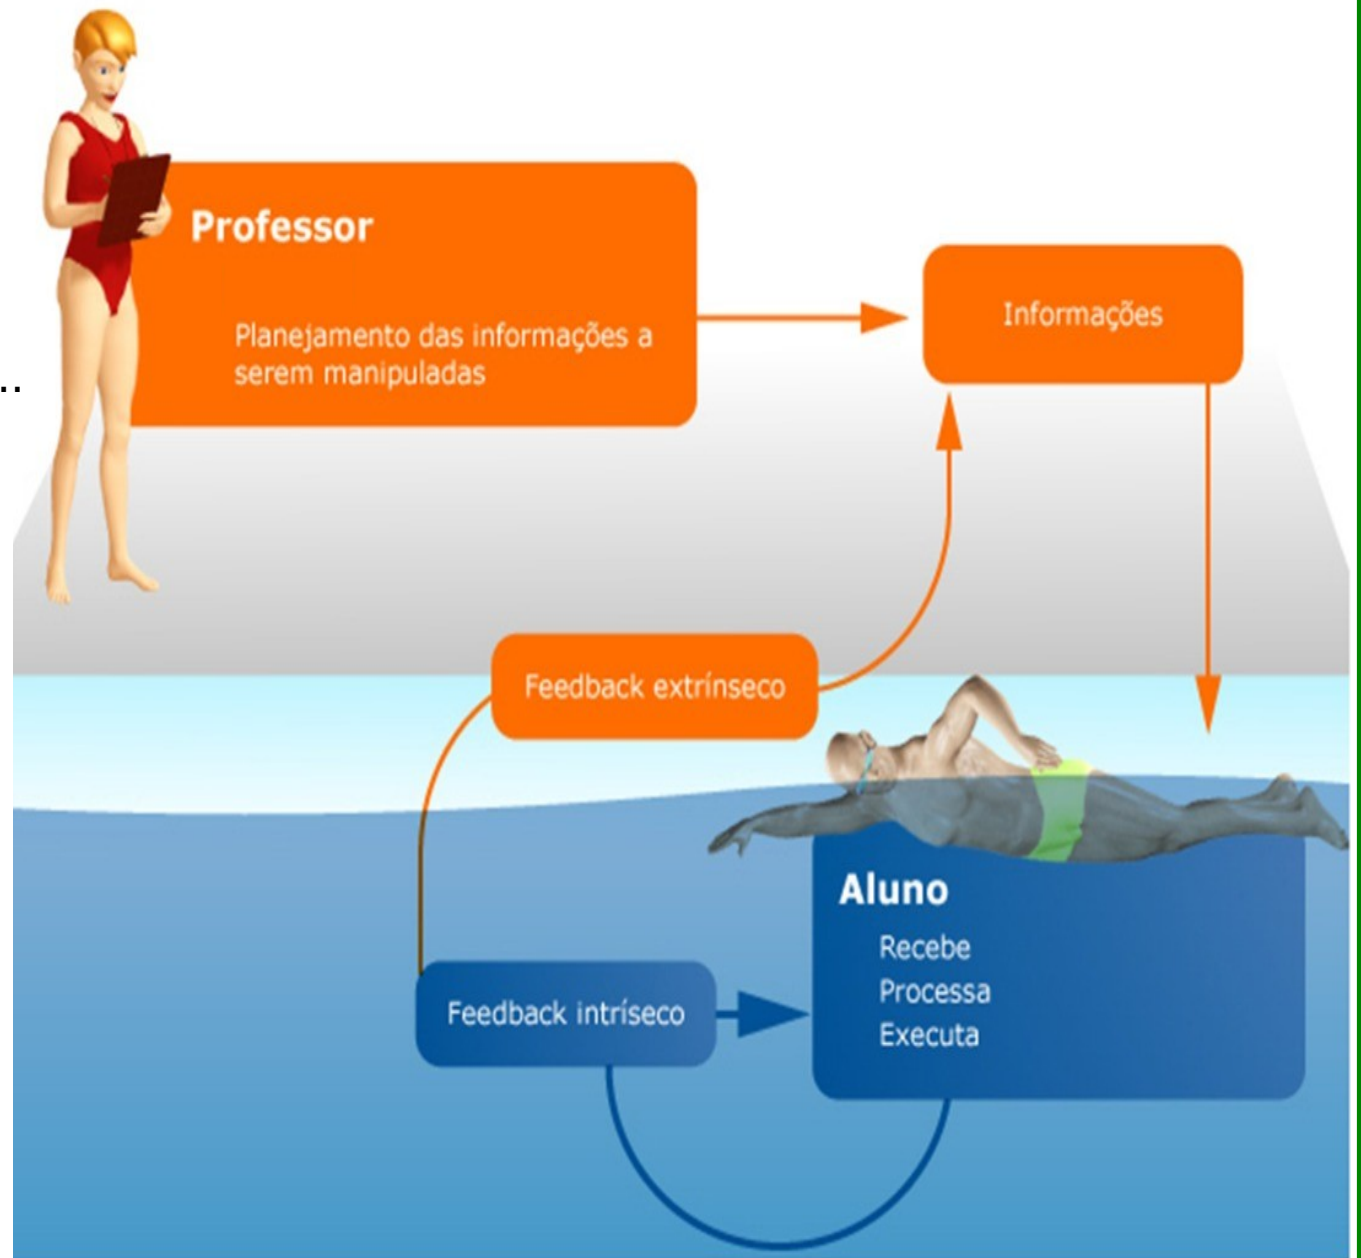 Professor
Planejamento das informações a
serem manipuladas
Informações
..
Feedback extrínseco
Aluno
Recebe
Processa
Executa
Feedback intríseco